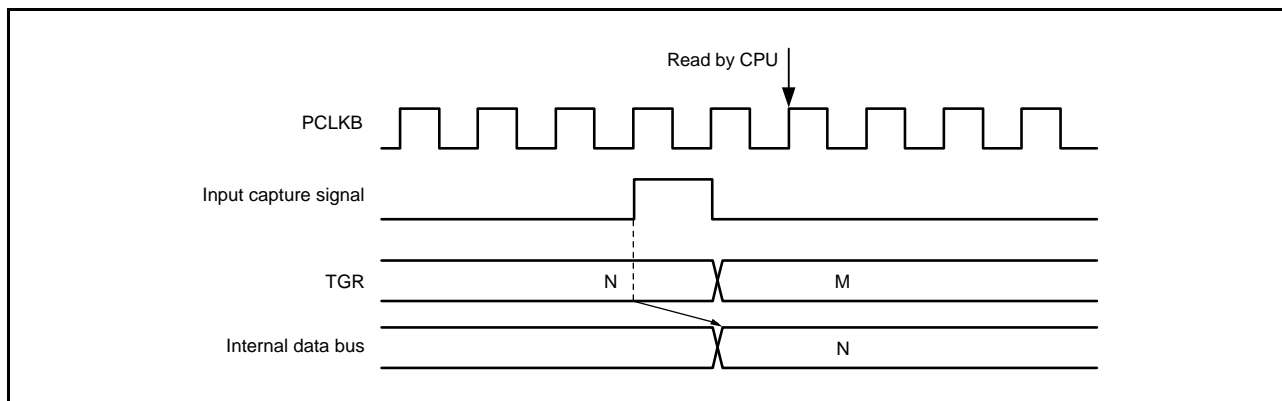 Read by CPU
PCLKB
Input capture signal
TGR N M
Internal data bus N